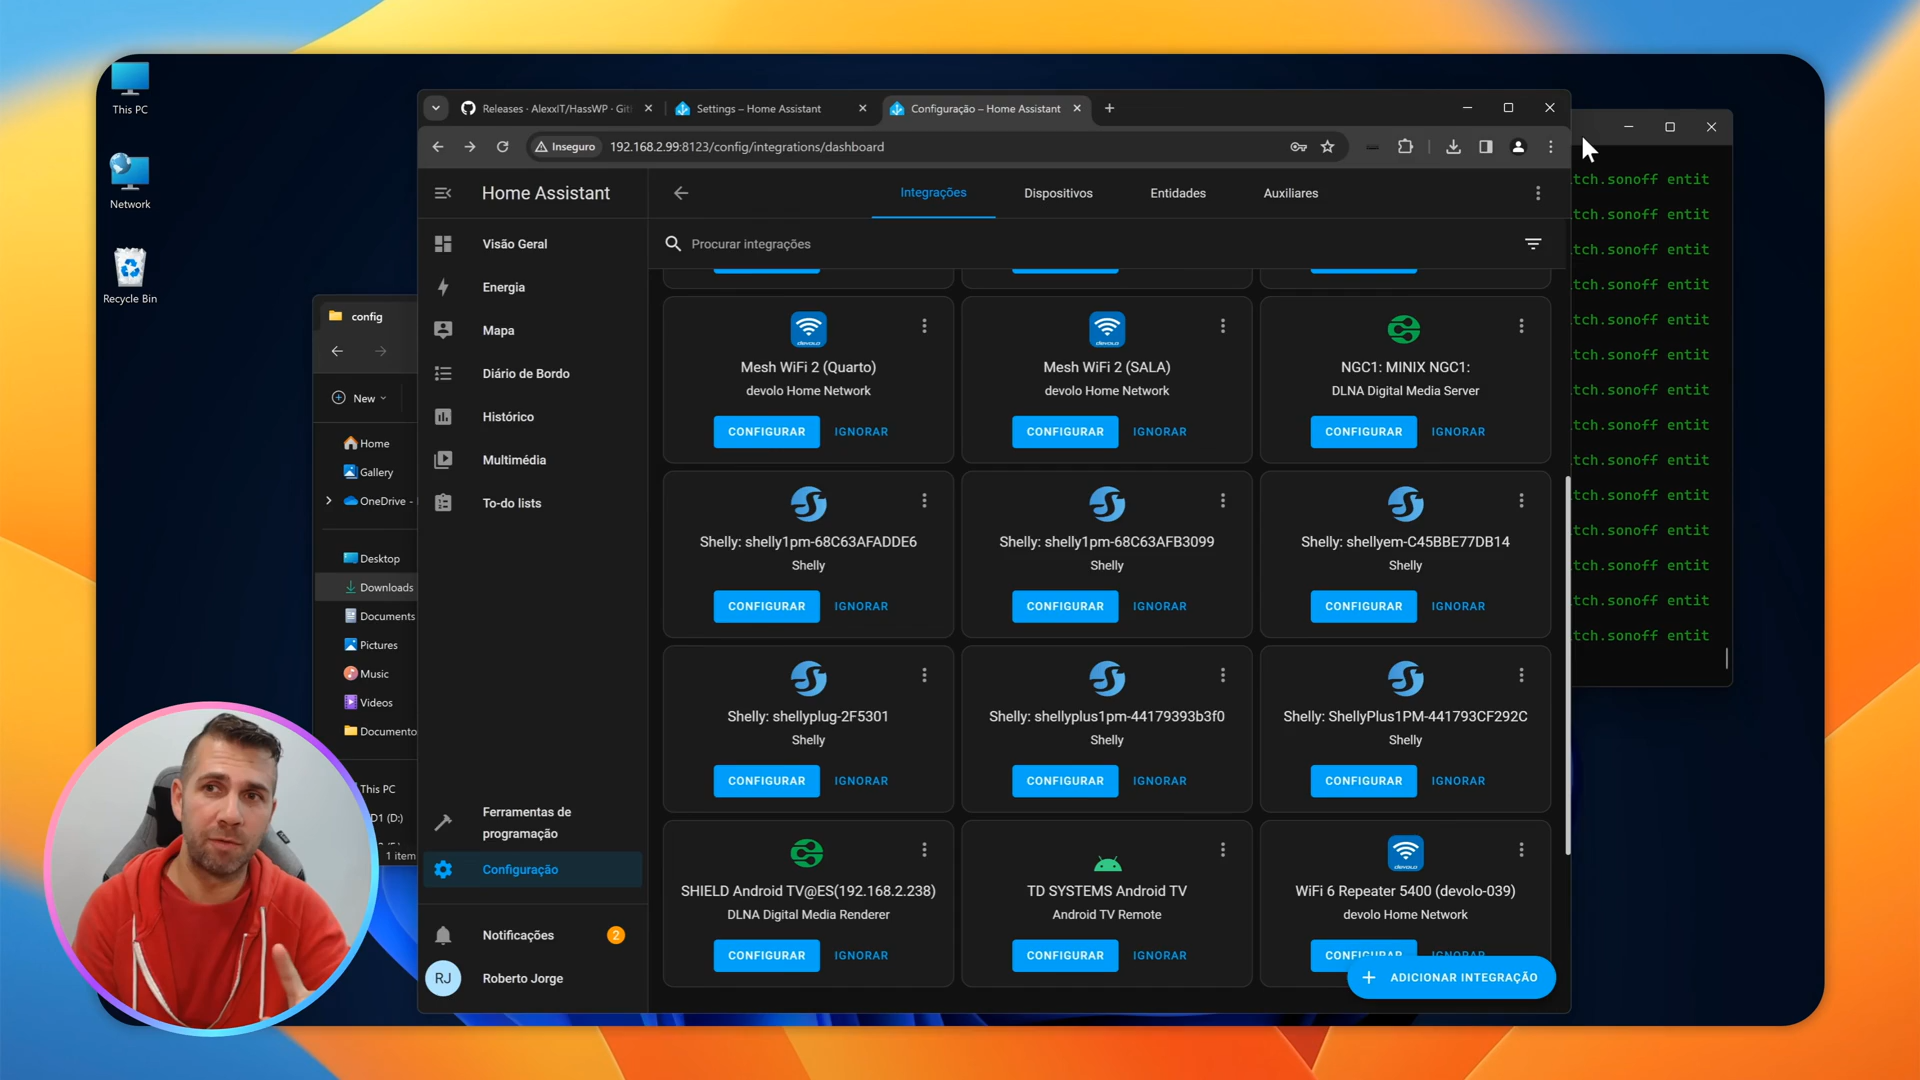 This PC
Network
Recycle Bin
config
New
Home
Gallery
OneDrive -
Desktop
Downloads
Documents
Pictures
Music
Videos
Documento
This PC
D1 (D:)
1 item
Releases · AlexxIT/HassWP · Git
Settings – Home Assistant
Configuração – Home Assistant
Inseguro
192.168.2.99:8123/config/integrations/dashboard
Home Assistant
Visão Geral
Energia
Mapa
Diário de Bordo
Histórico
Multimédia
To-do lists
Ferramentas de
programação
Configuração
Notificações 2
RJ Roberto Jorge
Integrações Dispositivos Entidades Auxiliares
Procurar integrações
Mesh WiFi 2 (Quarto)
devolo Home Network
CONFIGURAR IGNORAR
Mesh WiFi 2 (SALA)
devolo Home Network
CONFIGURAR IGNORAR
NGC1: MINIX NGC1:
DLNA Digital Media Server
CONFIGURAR IGNORAR
Shelly: shelly1pm-68C63AFADDE6
Shelly
CONFIGURAR IGNORAR
Shelly: shelly1pm-68C63AFB3099
Shelly
CONFIGURAR IGNORAR
Shelly: shellyem-C45BBE77DB14
Shelly
CONFIGURAR IGNORAR
Shelly: shellyplug-2F5301
Shelly
CONFIGURAR IGNORAR
Shelly: shellyplus1pm-44179393b3f0
Shelly
CONFIGURAR IGNORAR
Shelly: ShellyPlus1PM-441793CF292C
Shelly
CONFIGURAR IGNORAR
SHIELD Android TV@ES(192.168.2.238)
DLNA Digital Media Renderer
CONFIGURAR IGNORAR
TD SYSTEMS Android TV
Android TV Remote
CONFIGURAR IGNORAR
devolo
WiFi 6 Repeater 5400 (devolo-039)
devolo Home Network
CONFIGURAR IGNORAR
ADICIONAR INTEGRAÇÃO
tch.sonoff entit
tch.sonoff entit
tch.sonoff entit
tch.sonoff entit
tch.sonoff entit
tch.sonoff entit
tch.sonoff entit
tch.sonoff entit
tch.sonoff entit
tch.sonoff entit
tch.sonoff entit
tch.sonoff entit
tch.sonoff entit
tch.sonoff entit